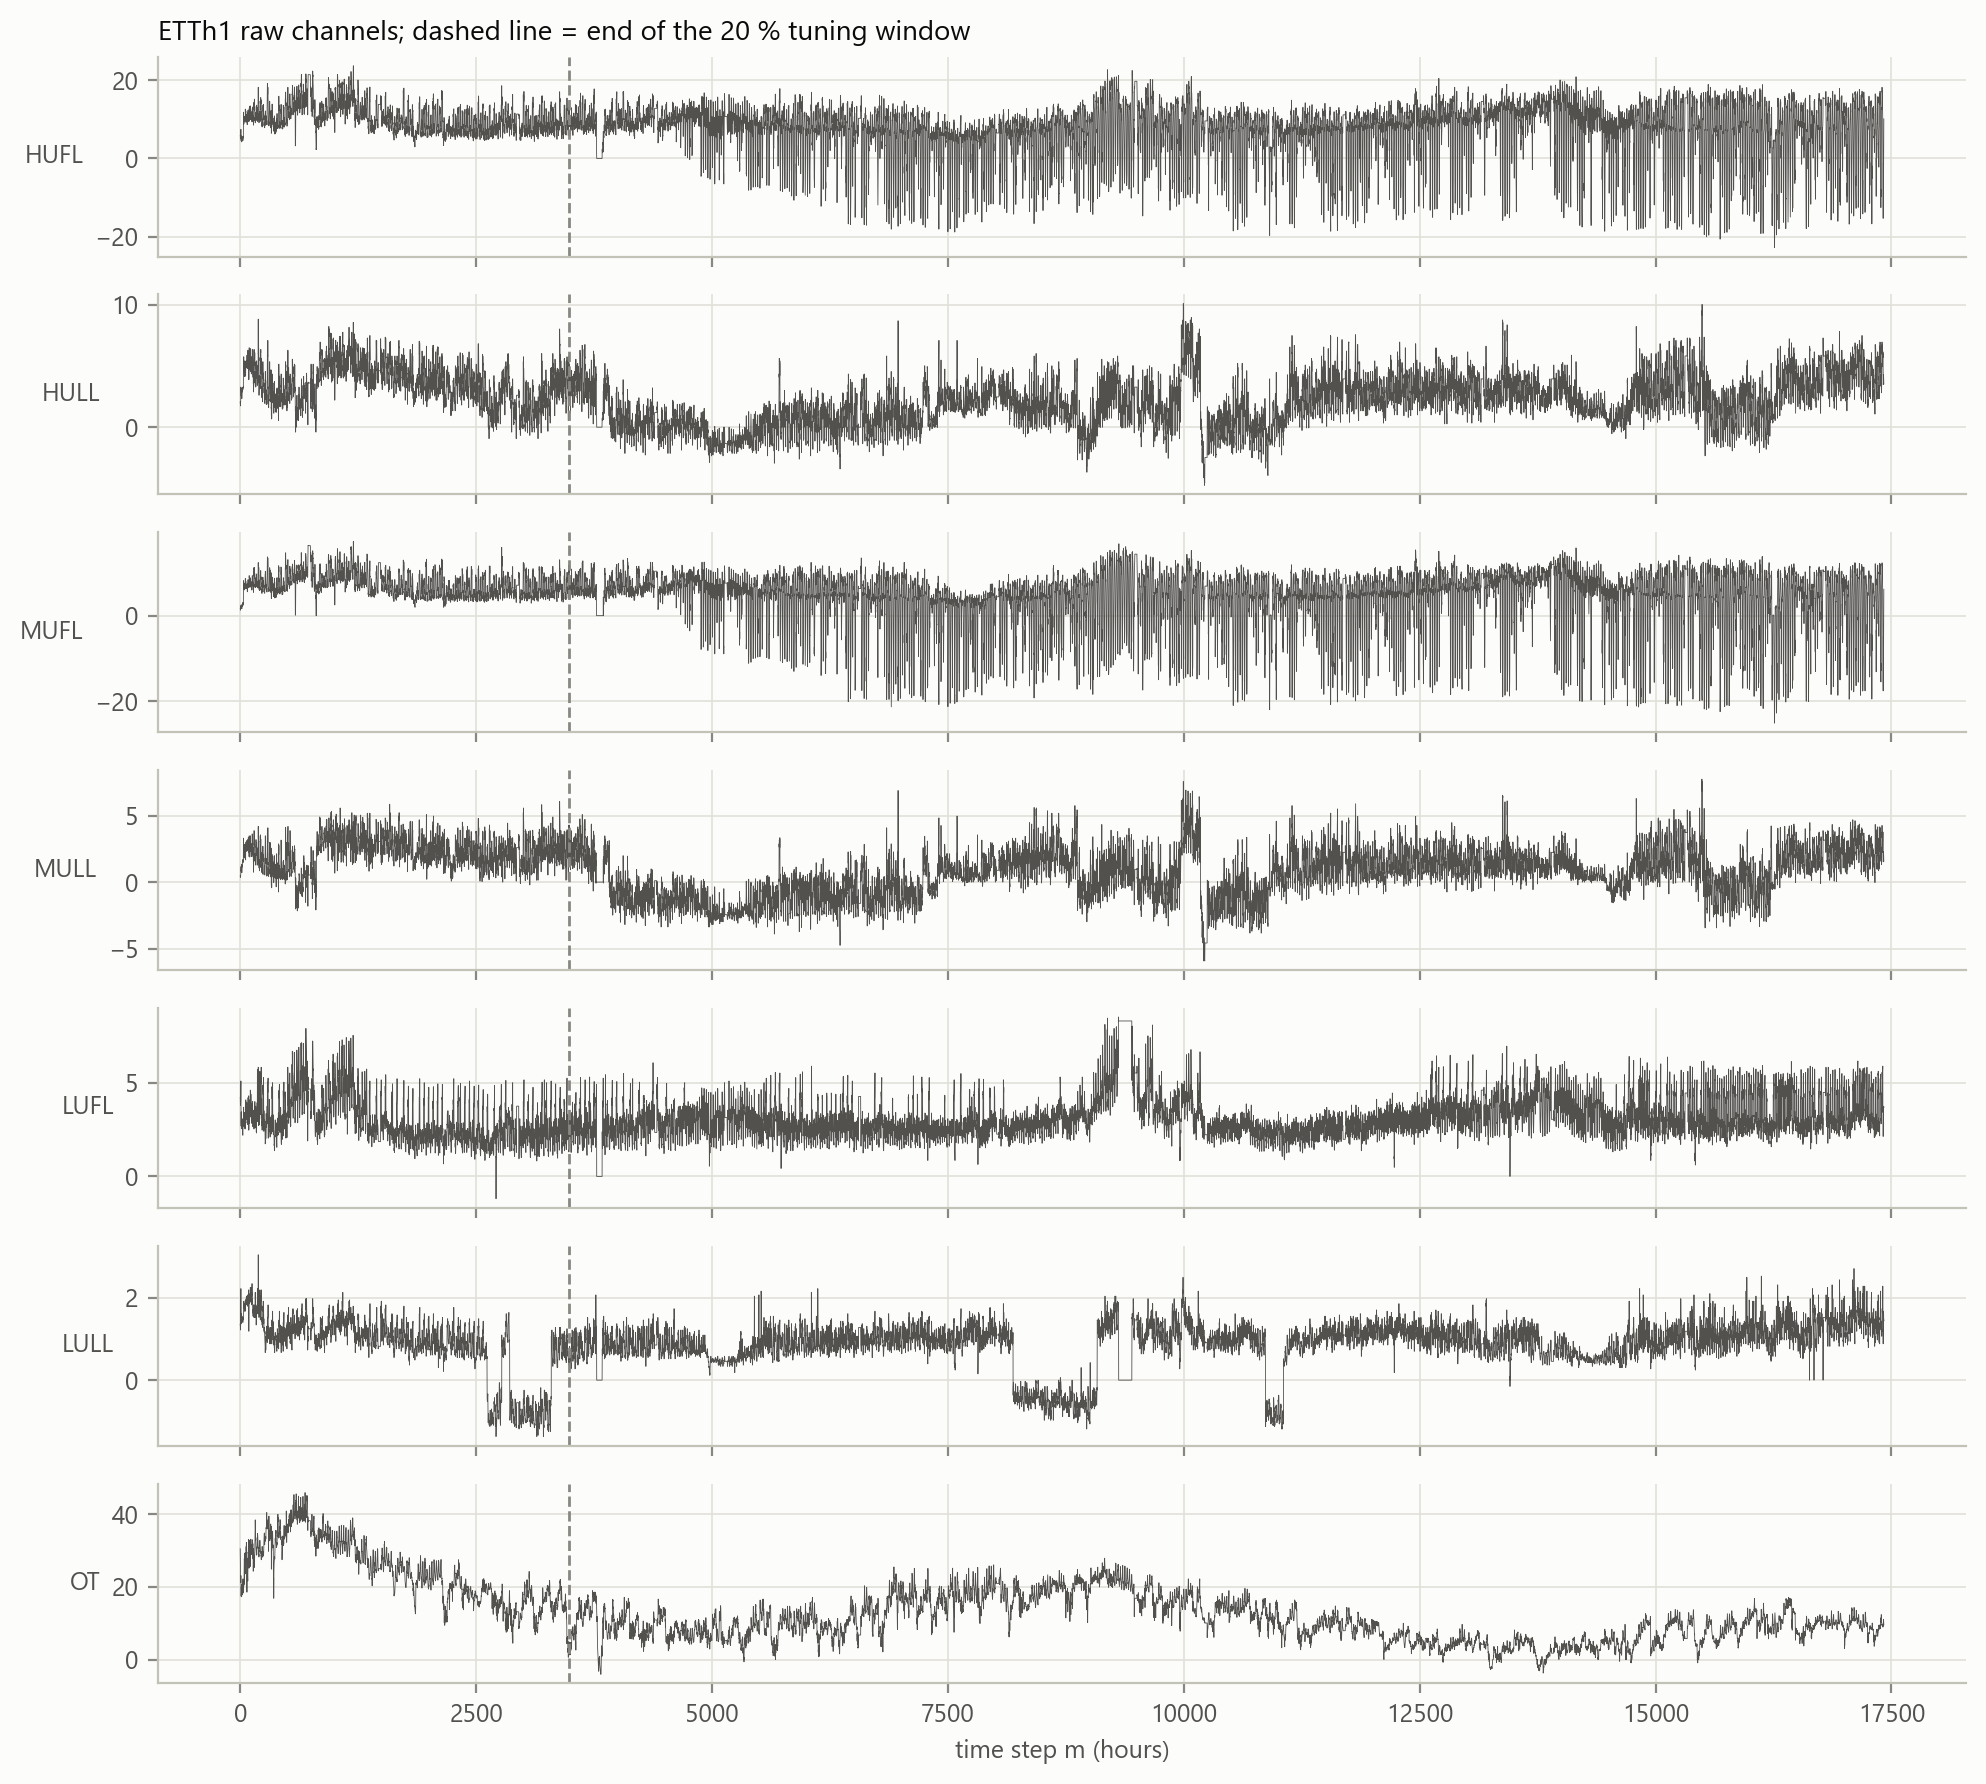 ETTh1 raw channels; dashed line = end of the 20 % tuning window
20
HUFL
0
−20
10
HULL
0
0
MUFL
−20
5
MULL
0
−5
5
LUFL
0
2
LULL
0
40
OT 20
0
0 2500 5000 7500 10000 12500 15000 17500
time step m (hours)